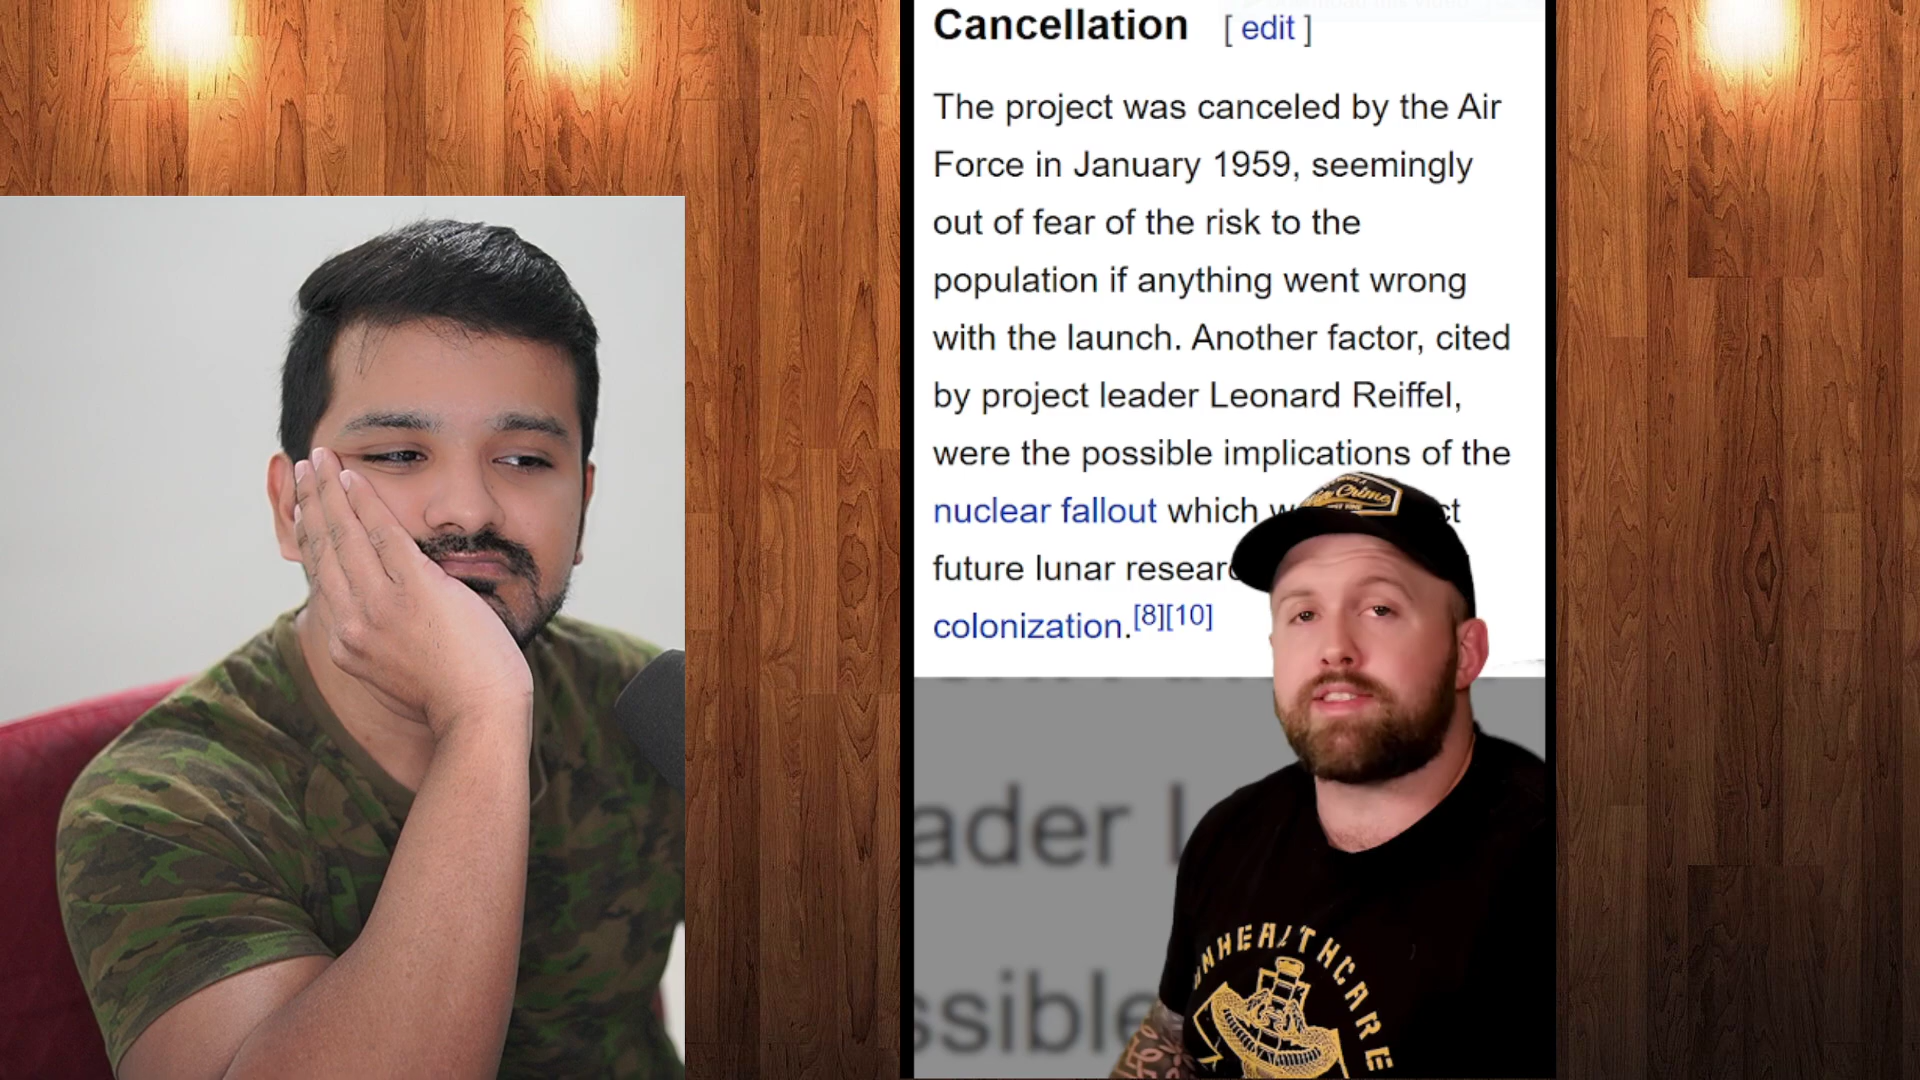 Cancellation [ edit ]
The project was canceled by the Air
Force in January 1959, seemingly
out of fear of the risk to the
population if anything went wrong
with the launch. Another factor, cited
by project leader Leonard Reiffel,
were the possible implications of the
nuclear fallout which
future lunar
colonization.[8][10]
Crime
ader L
ssible
UNHEALTHCARE